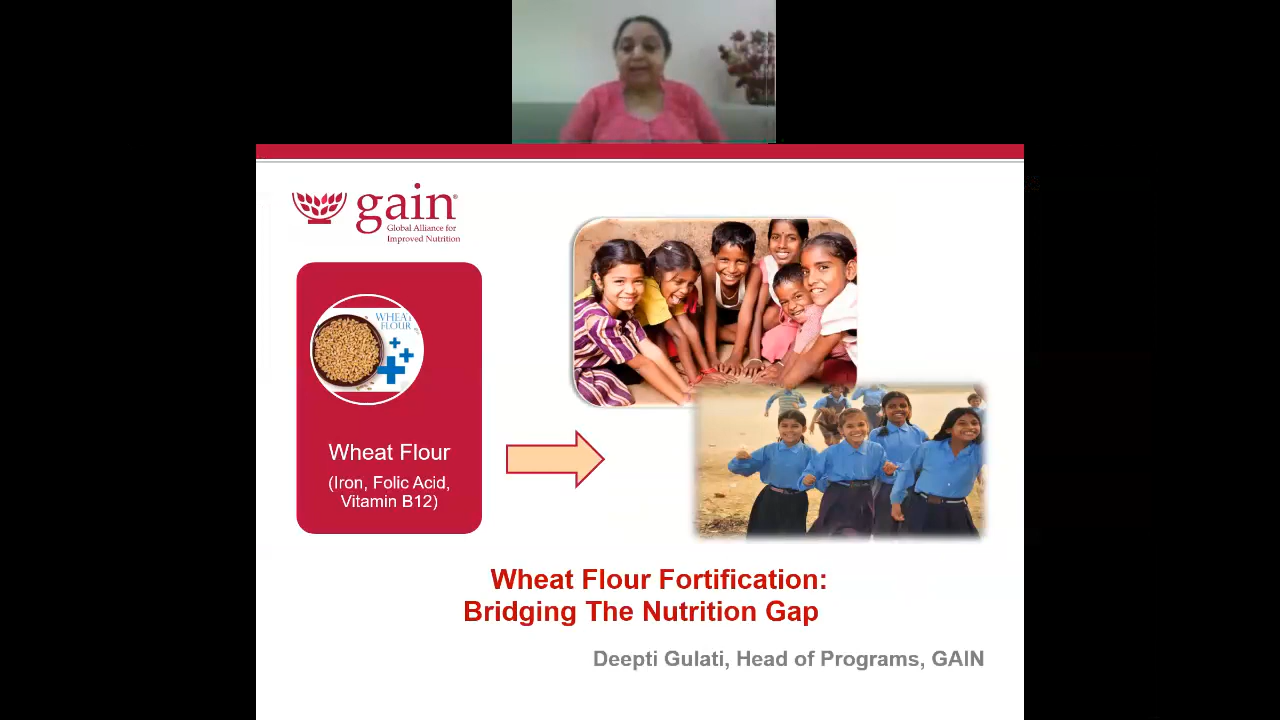 gain®
Global Alliance for
Improved Nutrition
WHEAT
FLOUR
Wheat Flour
(Iron, Folic Acid,
Vitamin B12)
Wheat Flour Fortification:
Bridging The Nutrition Gap
Deepti Gulati, Head of Programs, GAIN